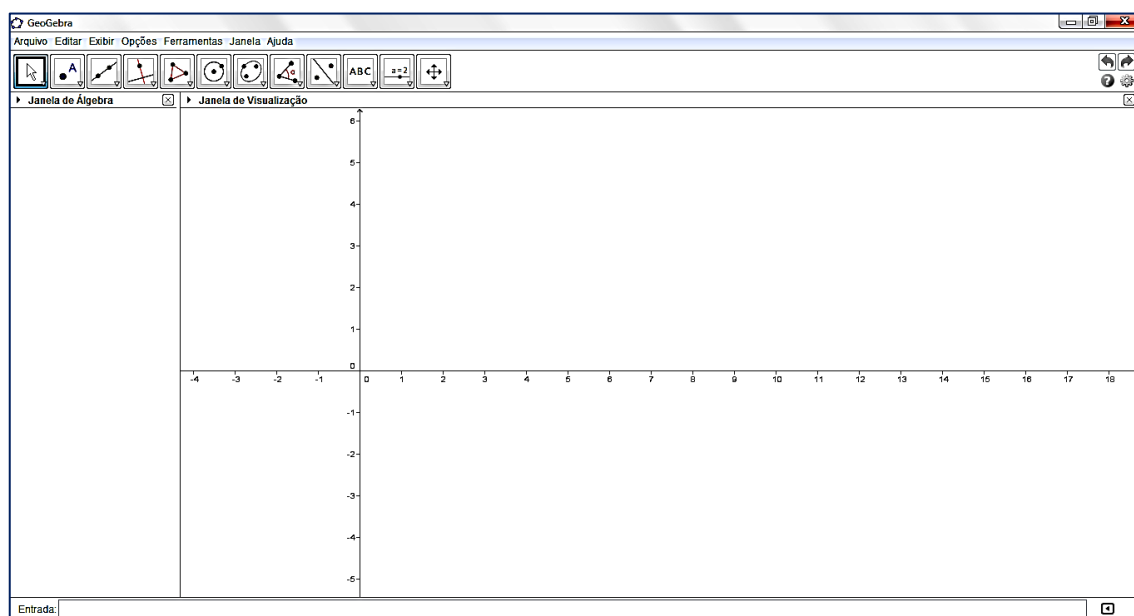 GeoGebra
Arquivo Editar Exibir Opções Ferramentas Janela Ajuda
A ABC a=2
Janela de Álgebra Janela de Visualização
6
5
4
3
2
1
0
-4 -3 -2 -1 0 1 2 3 4 5 6 7 8 9 10 11 12 13 14 15 16 17 18
-1
-2
-3
-4
-5
Entrada: